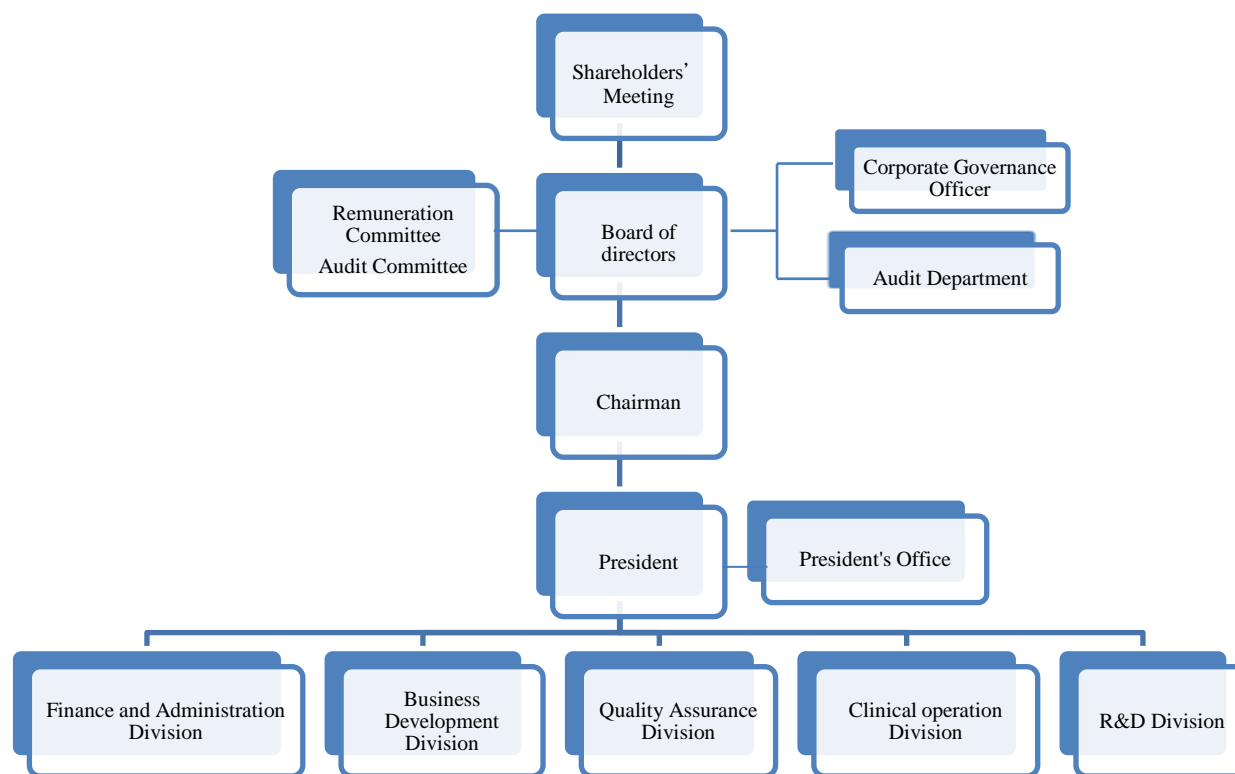 Shareholders’
Meeting
Corporate Governance
Officer
Remuneration
Committee
Audit Committee
Board of
directors
Audit Department
Chairman
President
President's Office
Finance and Administration
Division
Business
Development
Division
Quality Assurance
Division
Clinical operation
Division
R&D Division